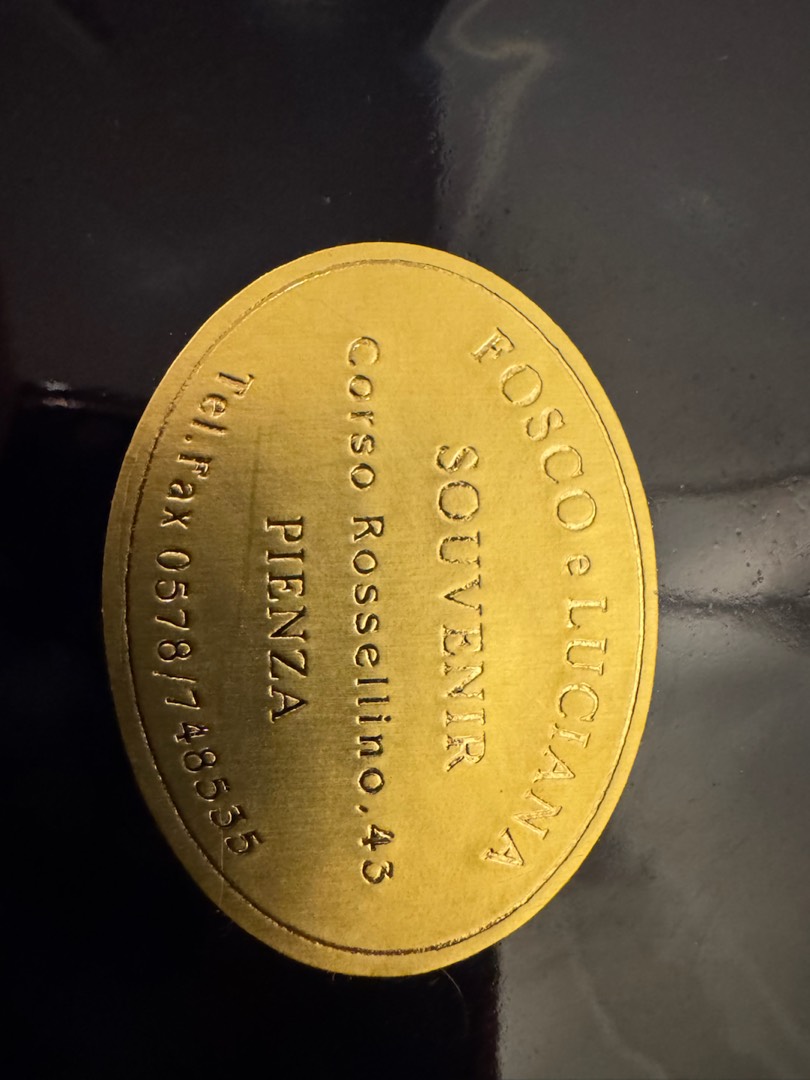 FOSCO e LUCIANA
SOUVENIR
Corso Rossellino, 43
PIENZA
Tel. Fax 0578/748535